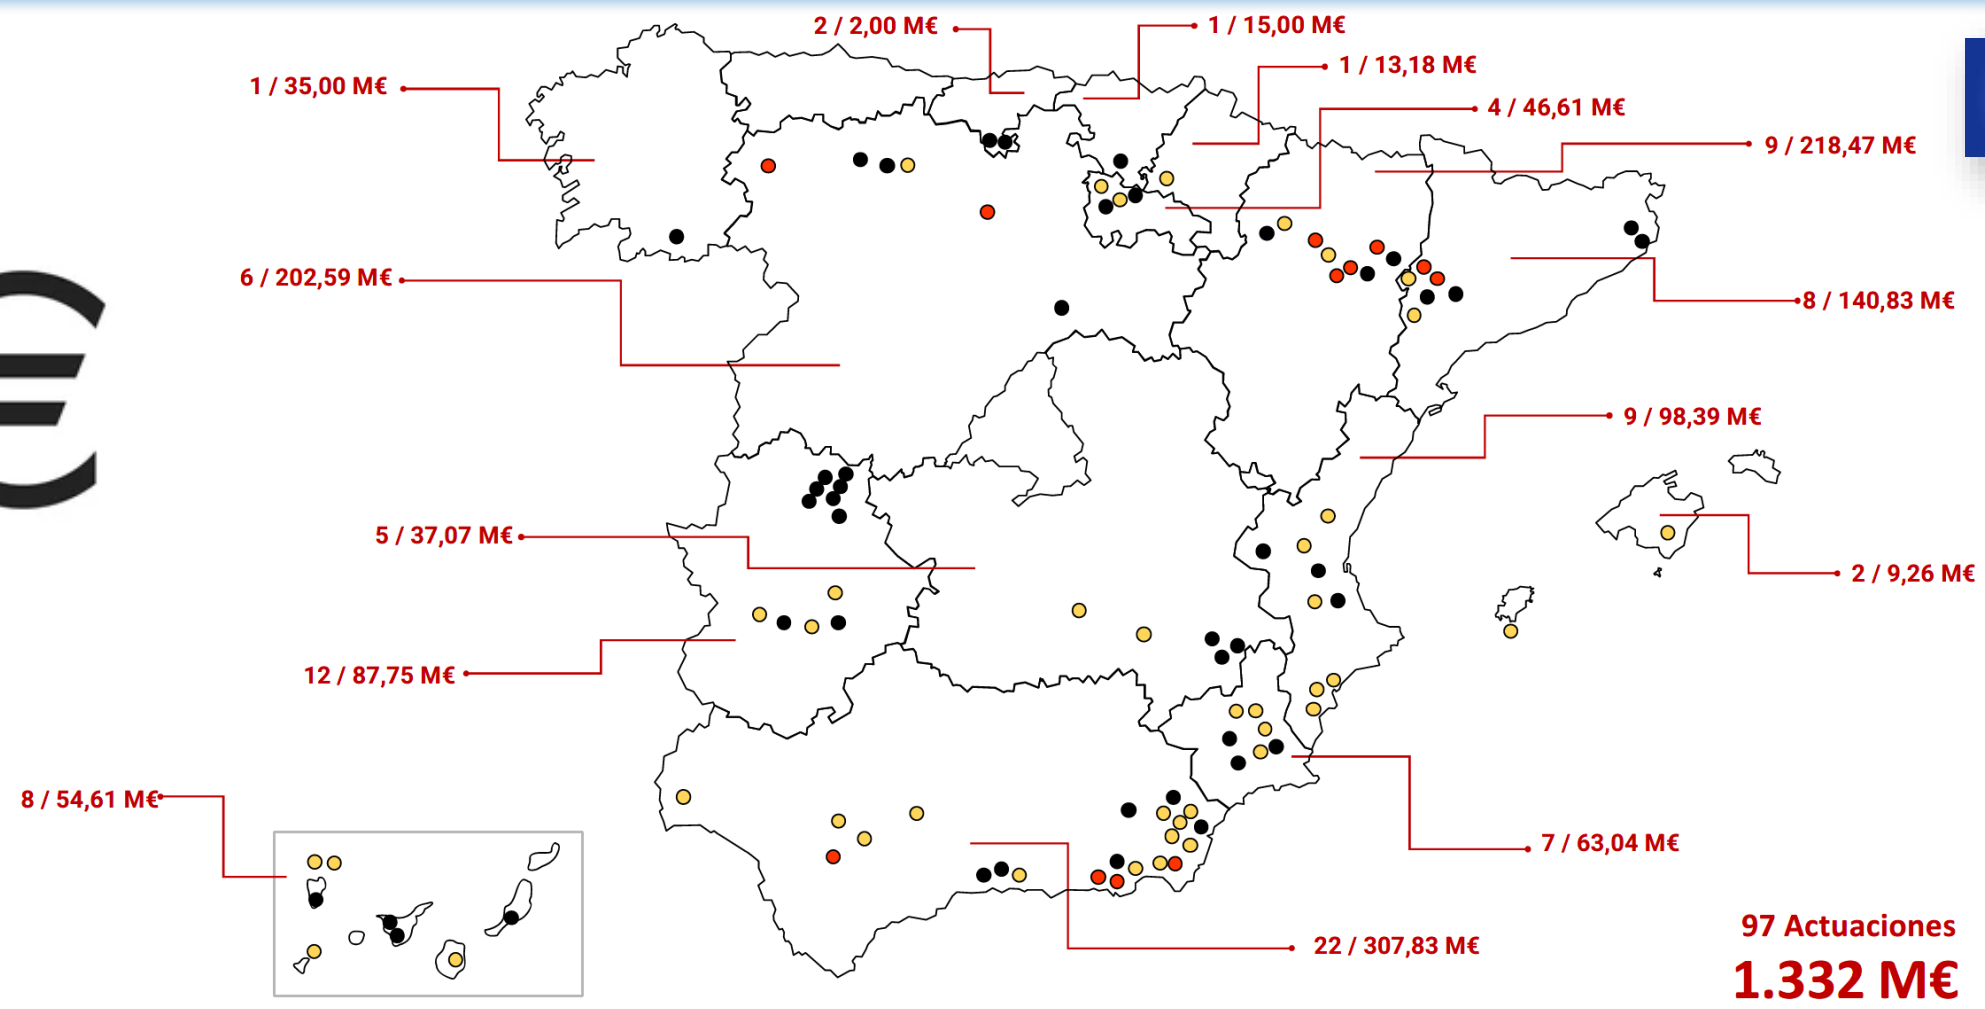 2 / 2,00 M€
1 / 15,00 M€
1 / 13,18 M€
1 / 35,00 M€
4 / 46,61 M€
9 / 218,47 M€
6 / 202,59 M€
8 / 140,83 M€
9 / 98,39 M€
5 / 37,07 M€
2 / 9,26 M€
12 / 87,75 M€
8 / 54,61 M€
7 / 63,04 M€
22 / 307,83 M€
97 Actuaciones
1.332 M€
€